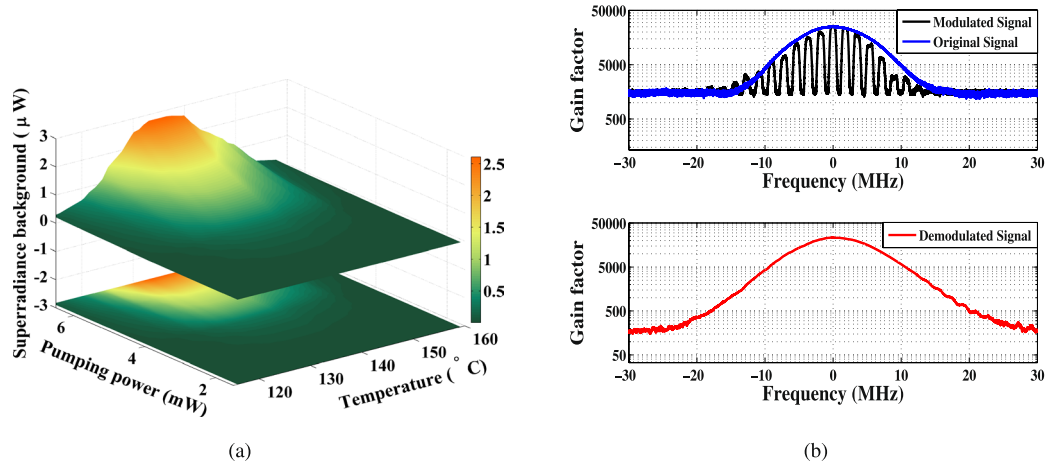 Superradiance background ( μ W)
3
2
1
0
-1
-2
-3
6
4
2
Pumping power (mW)
120
130
140
150
160
Temperature ( ° C)
2.5
2
1.5
1
0.5
(a)
Gain factor
50000
5000
500
Modulated Signal
Original Signal
−30 −20 −10 0 10 20 30
Frequency (MHz)
Gain factor
50000
5000
500
50
Demodulated Signal
−30 −20 −10 0 10 20 30
Frequency (MHz)
(b)